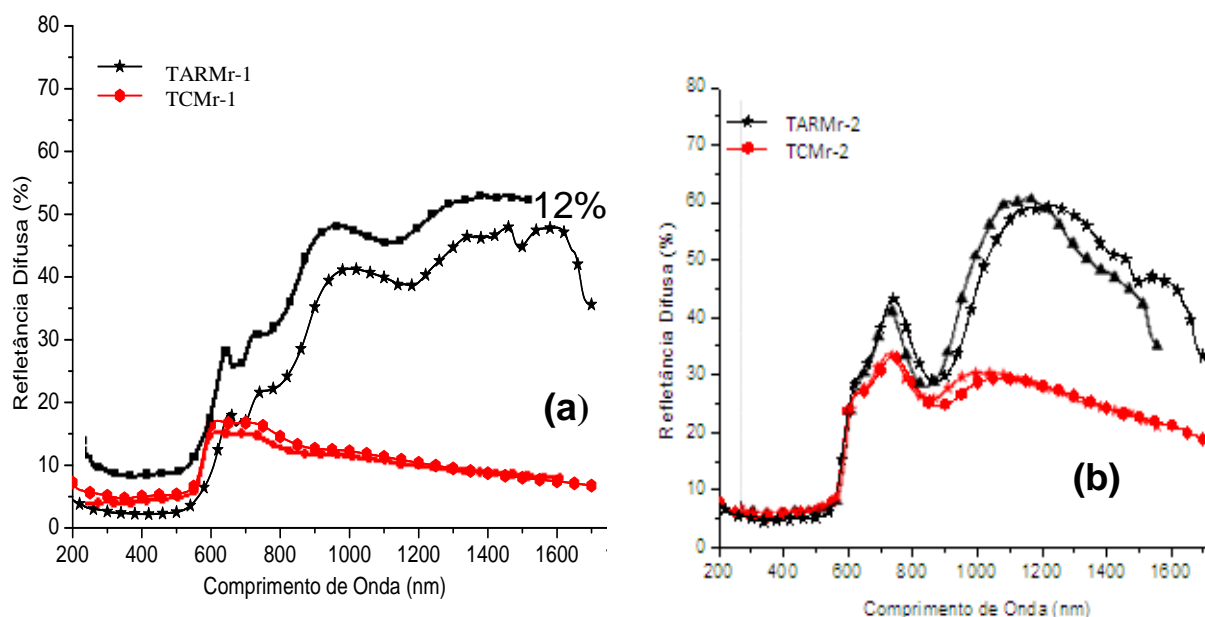 80
70
60
50
40
30
20
10
0
Refletância Difusa (%)
TARMr-1
TCMr-1
12%
(a)
200 400 600 800 1000 1200 1400 1600
Comprimento de Onda (nm)
80
70
60
50
40
30
20
10
0
Refletância Difusa (%)
TARMr-2
TCMr-2
(b)
200 400 600 800 1000 1200 1400 1600
Comprimento de Onda (nm)